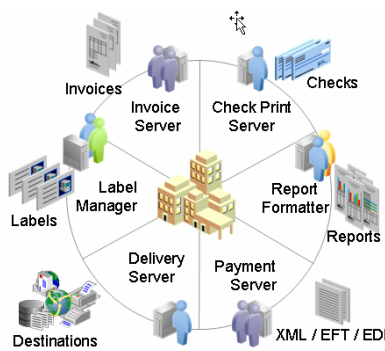 Invoices
Invoice
Server
Check Print
Server
Checks
Labels
Label
Manager
Report
Formatter
Reports
Delivery
Server
Payment
Server
Destinations
XML / EFT / EDI